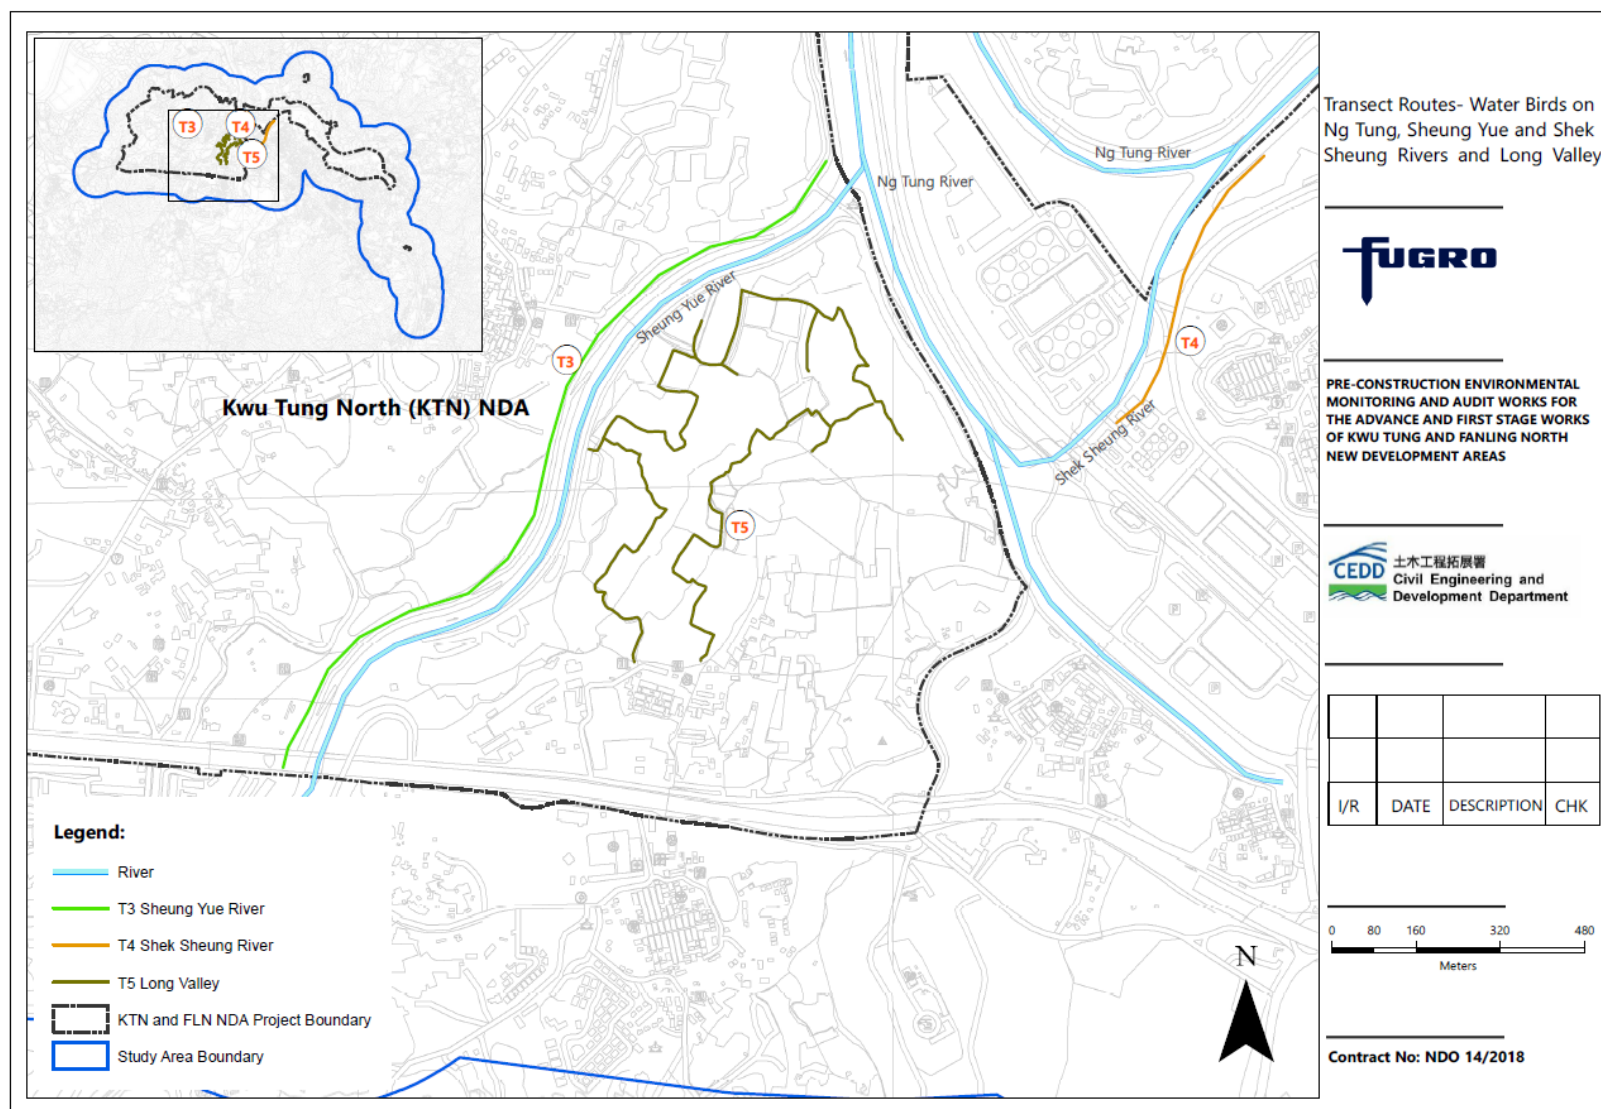 T3
T4
T5
Ng Tung River
Ng Tung River
Sheung Yue River
T3
T4
Kwu Tung North (KTN) NDA
Shek Sheung River
T5
Legend:
River
T3 Sheung Yue River
T4 Shek Sheung River
T5 Long Valley
KTN and FLN NDA Project Boundary
Study Area Boundary
N
Transect Routes- Water Birds on
Ng Tung, Sheung Yue and Shek
Sheung Rivers and Long Valley
FUGRO
PRE-CONSTRUCTION ENVIRONMENTAL
MONITORING AND AUDIT WORKS FOR
THE ADVANCE AND FIRST STAGE WORKS
OF KWU TUNG AND FANLING NORTH
NEW DEVELOPMENT AREAS
CEDD
土木工程拓展署
Civil Engineering and
Development Department
I/R DATE DESCRIPTION CHK
0 80 160 320 480
Meters
Contract No: NDO 14/2018